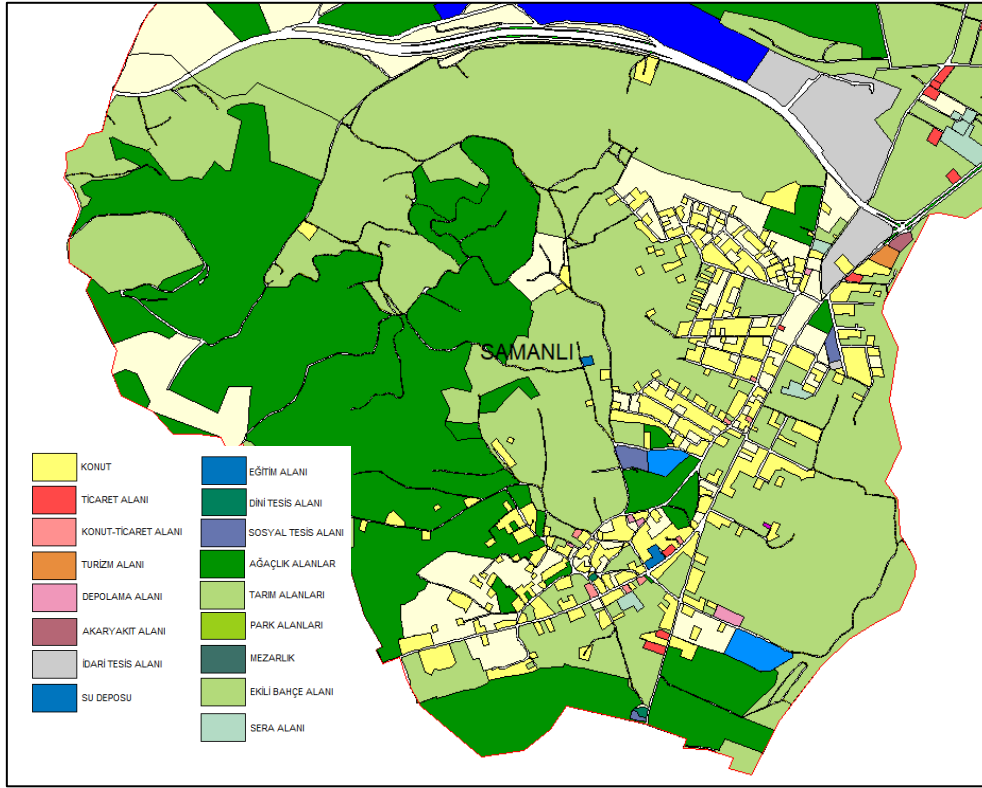 SAMANLI
KONUT
TİCARET ALANI
KONUT-TİCARET ALANI
TURİZM ALANI
DEPOLAMA ALANI
AKARYAKIT ALANI
İDARİ TESİS ALANI
SU DEPOSU
EĞİTİM ALANI
DİNİ TESİS ALANI
SOSYAL TESİS ALANI
AĞAÇLIK ALANLAR
TARIM ALANLARI
PARK ALANLARI
MEZARLIK
EKİLİ BAHÇE ALANI
SERA ALANI